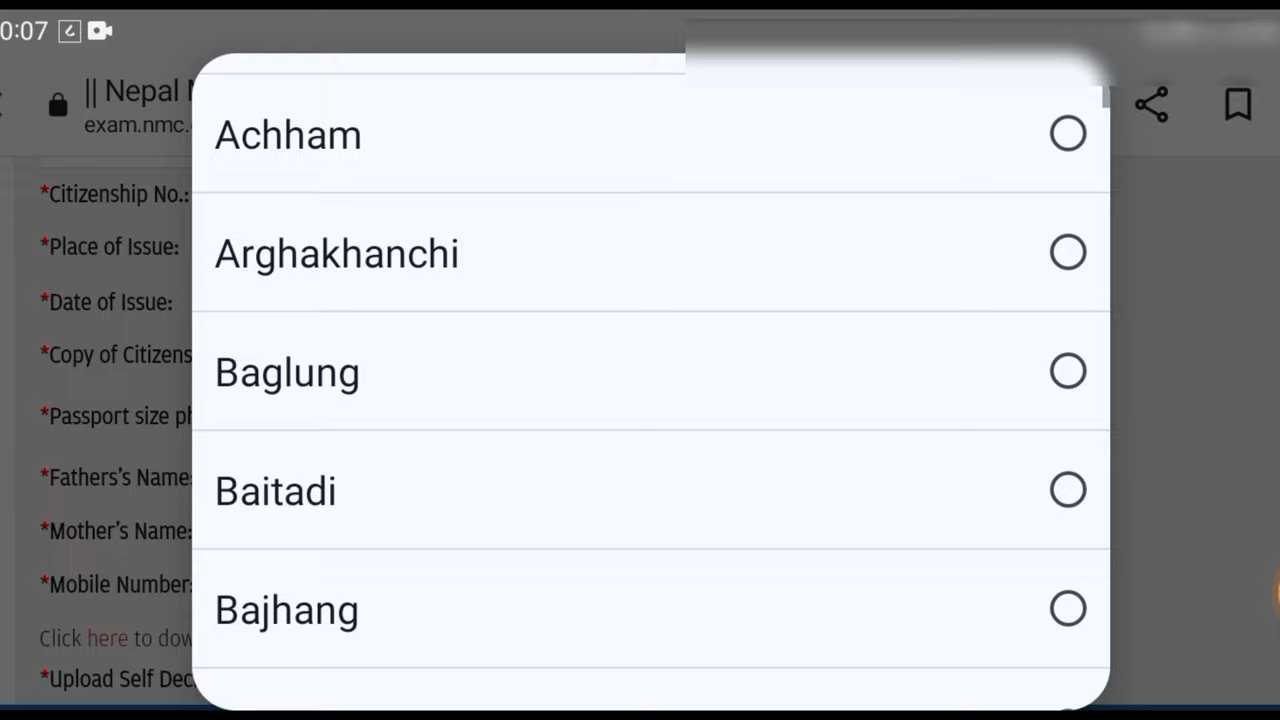 0:07
|| Nepal
exam.nmc.
Achham
*Citizenship No.:
Arghakhanchi
*Place of Issue:
*Date of Issue:
*Copy of Citizens
Baglung
*Passport size ph
*Fathers's Name:
Baitadi
*Mother's Name:
*Mobile Number:
Bajhang
Click here to dow
*Upload Self Dec